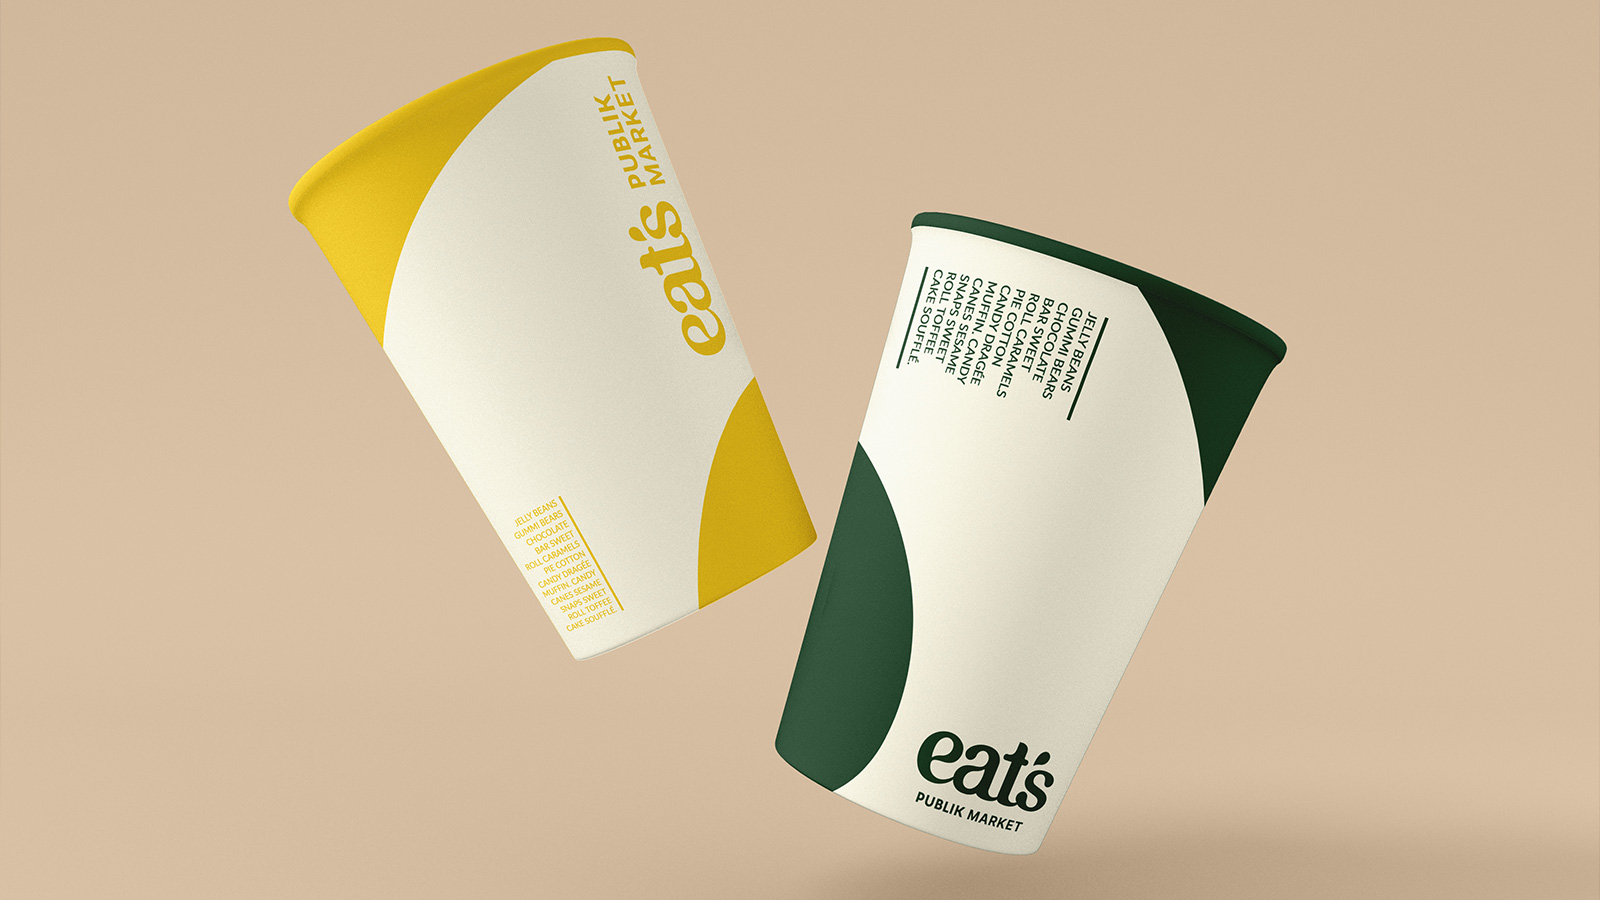 eat's
PUBLIK
MARKET
JELLY BEANS
GUMMI BEARS
CHOCOLATE
BAR SWEET
ROLL CARAMELS
PIE COTTON
CANDY DRAGÉE
MUFFIN. CANDY
CANES SESAME
SNAPS SWEET
ROLL TOFFEE
CAKE SOUFFLÉ.
JELLY BEANS
GUMMI BEARS
CHOCOLATE
BAR SWEET
ROLL CARAMELS
PIE COTTON
CANDY DRAGÉE
MUFFIN. CANDY
CANES SESAME
SNAPS SWEET
ROLL TOFFEE
CAKE SOUFFLÉ.
eat's
PUBLIK MARKET